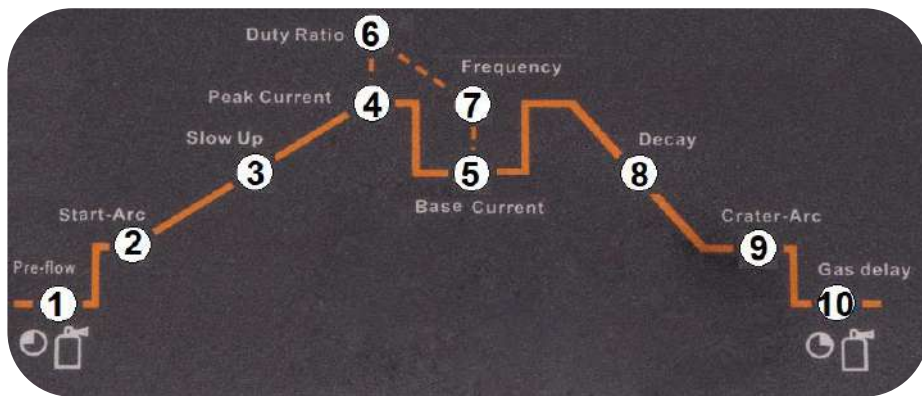 Duty Ratio 6
Frequency
Peak Current 4 7
Slow Up
3 5 8 Decay
Base Current
Start-Arc 2
Crater-Arc 9
Pre-flow 1
Gas delay 10